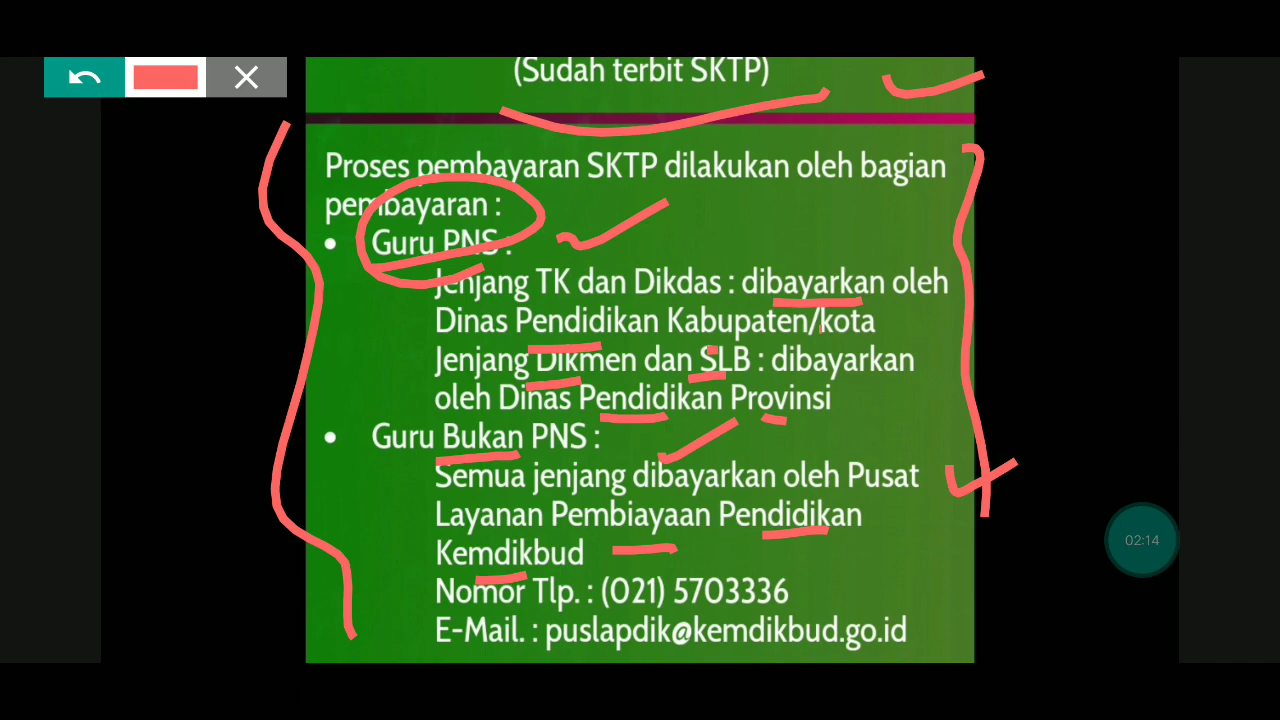 (Sudah terbit SKTP)
Proses pembayaran SKTP dilakukan oleh bagian
pembayaran :
• Guru PNS :
Jenjang TK dan Dikdas : dibayarkan oleh
Dinas Pendidikan Kabupaten/kota
Jenjang Dikmen dan SLB : dibayarkan
oleh Dinas Pendidikan Provinsi
• Guru Bukan PNS :
Semua jenjang dibayarkan oleh Pusat
Layanan Pembiayaan Pendidikan
Kemdikbud
Nomor Tlp. : (021) 5703336
E-Mail. : puslapdik@kemdikbud.go.id
02:14